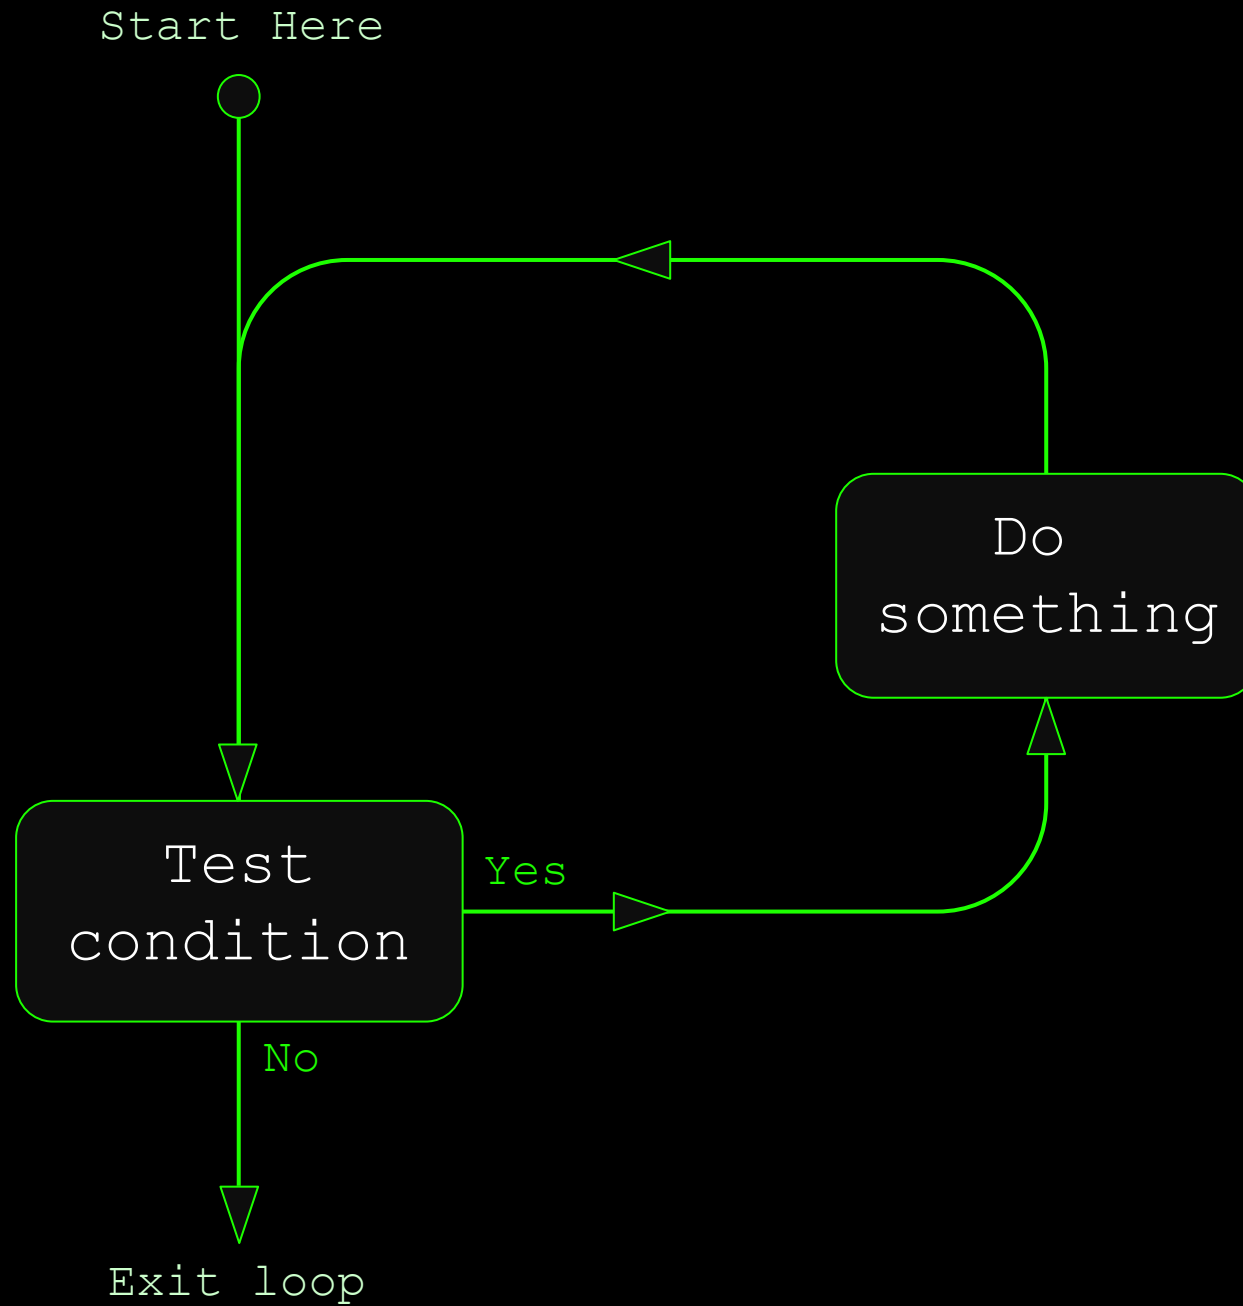 Start Here
Do
something
Test
condition
Yes
No
Exit loop